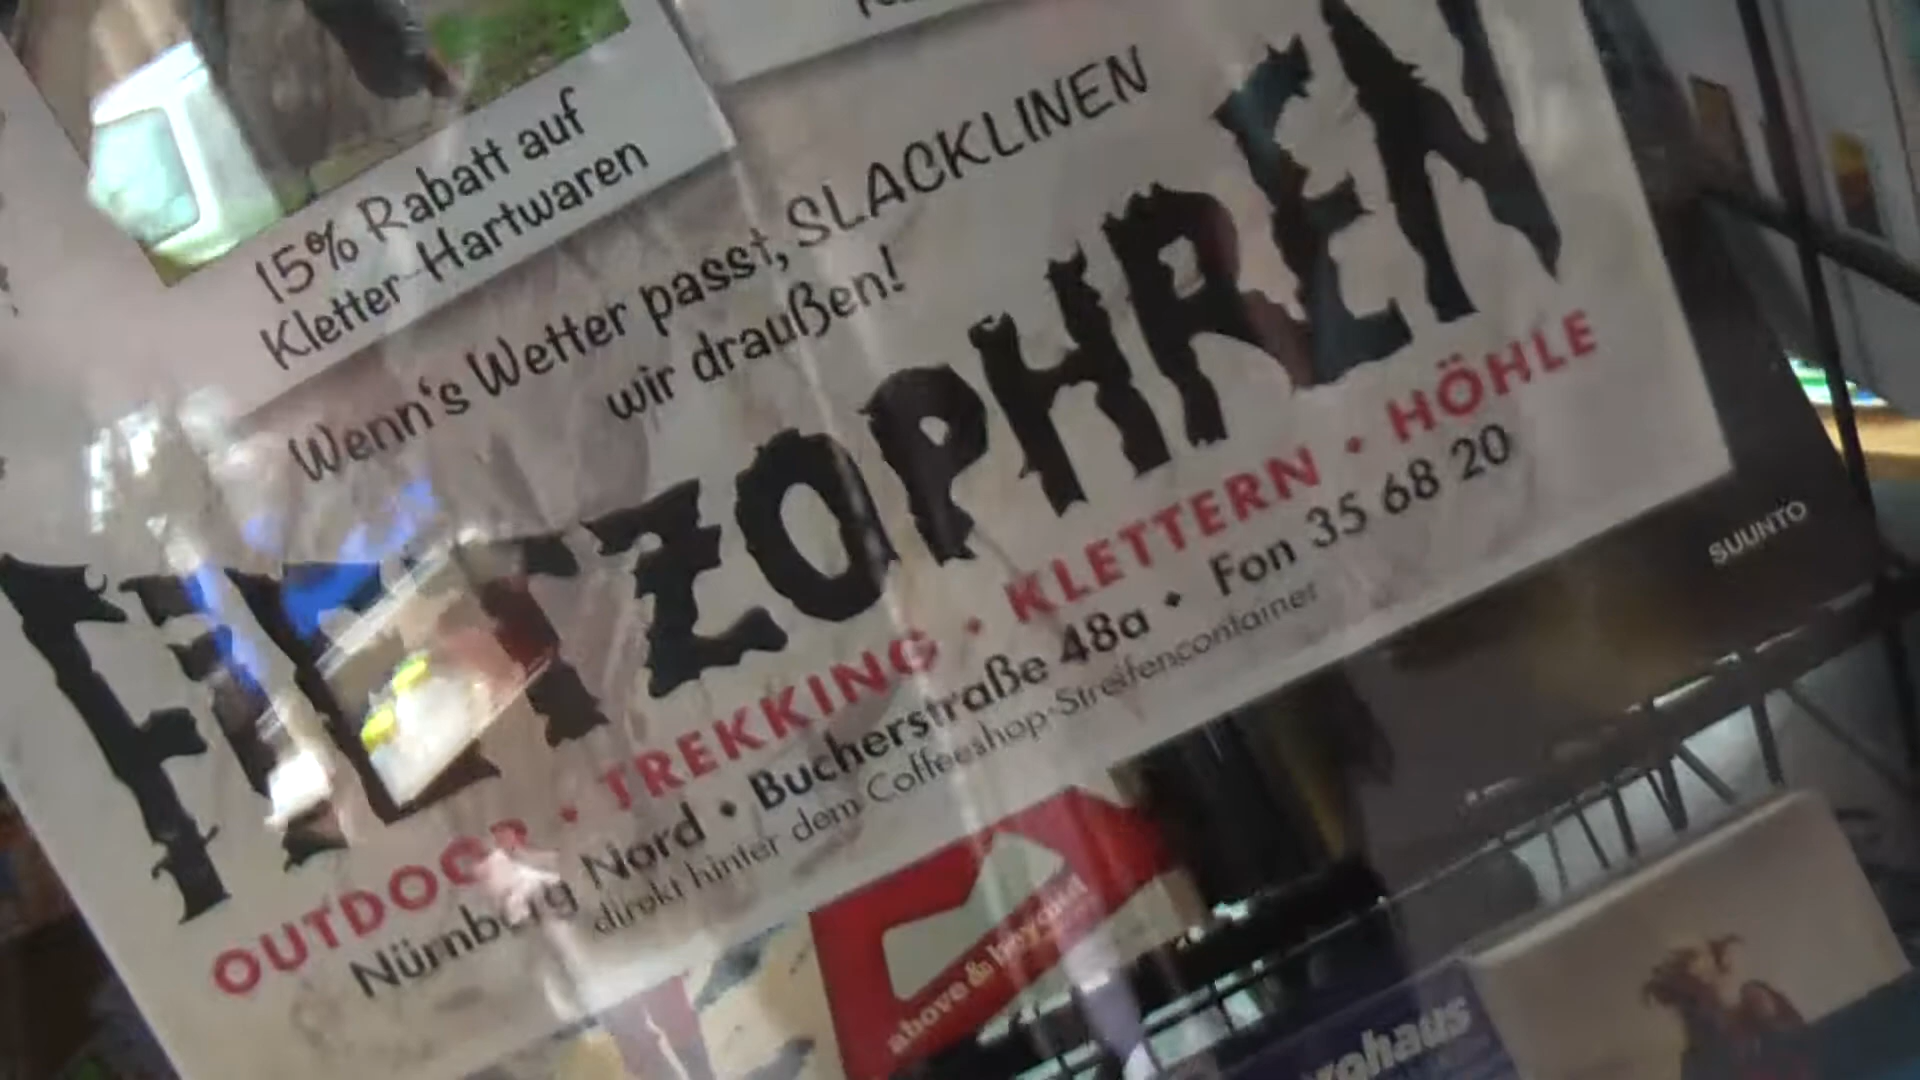 15% Rabatt auf
Kletter-Hartwaren
Wenn's Wetter passt, SLACKLINEN
wir draußen!
FETZOPHREN
OUTDOOR • TREKKING • KLETTERN • HÖHLE
Nürnberg Nord • Bucherstraße 48a • Fon 35 68 20
direkt hinter dem Coffeeshop-Streifencontainer
SUUNTO
above & beyond